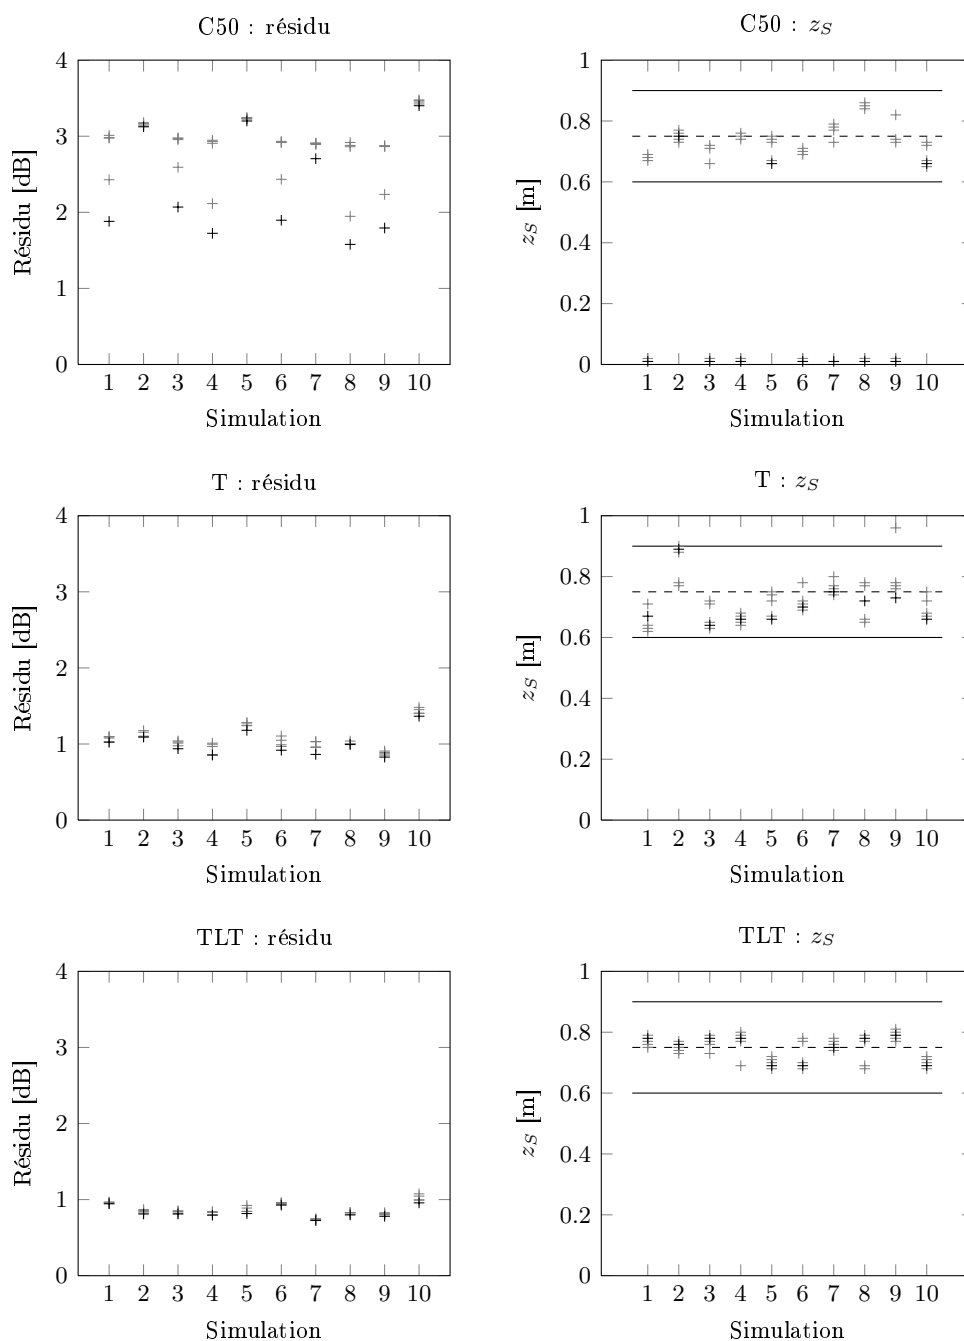 C50 : résidu
4
3
2
1
0
Résidu [dB]
1 2 3 4 5 6 7 8 9 10
Simulation
C50 : z_S
1
0.8
0.6
0.4
0.2
0
z_S [m]
1 2 3 4 5 6 7 8 9 10
Simulation
T : résidu
4
3
2
1
0
Résidu [dB]
1 2 3 4 5 6 7 8 9 10
Simulation
T : z_S
1
0.8
0.6
0.4
0.2
0
z_S [m]
1 2 3 4 5 6 7 8 9 10
Simulation
TLT : résidu
4
3
2
1
0
Résidu [dB]
1 2 3 4 5 6 7 8 9 10
Simulation
TLT : z_S
1
0.8
0.6
0.4
0.2
0
z_S [m]
1 2 3 4 5 6 7 8 9 10
Simulation